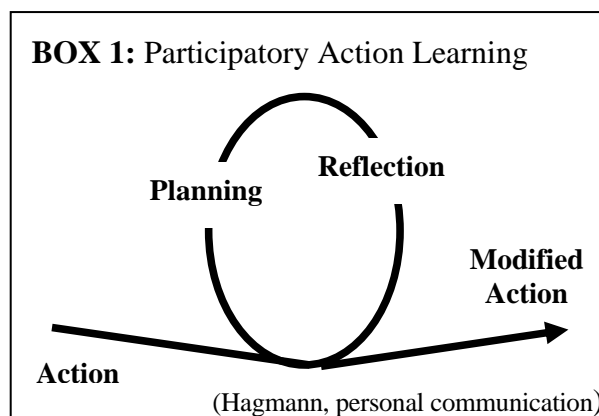 BOX 1: Participatory Action Learning
Reflection
Planning
Modified
Action
Action
(Hagmann, personal communication)